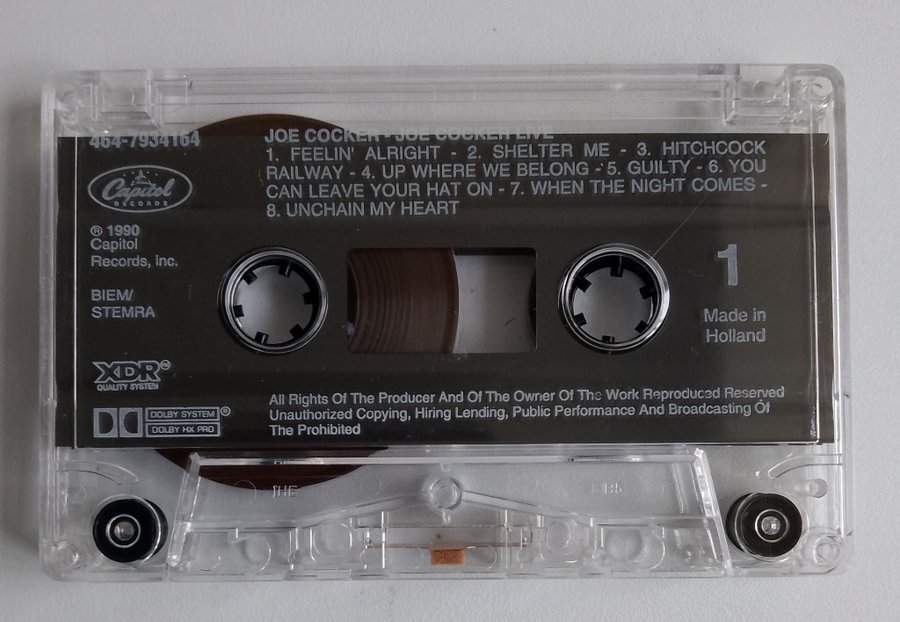 464-7934164
JOE COCKER - JOE COCKER LIVE
1. FEELIN' ALRIGHT - 2. SHELTER ME - 3. HITCHCOCK
RAILWAY - 4. UP WHERE WE BELONG - 5. GUILTY - 6. YOU
CAN LEAVE YOUR HAT ON - 7. WHEN THE NIGHT COMES -
8. UNCHAIN MY HEART
Capitol
RECORDS
℗ 1990
Capitol
Records, inc.
BIEM/
STEMRA
1
Made in
Holland
XDR
QUALITY SYSTEM
DOLBY SYSTEM ®
DOLBY HX PRO
All Rights Of The Producer And Of The Owner Of The Work Reproduced Reserved
Unauthorized Copying, Hiring Lending, Public Performance And Broadcasting Of
The Prohibited